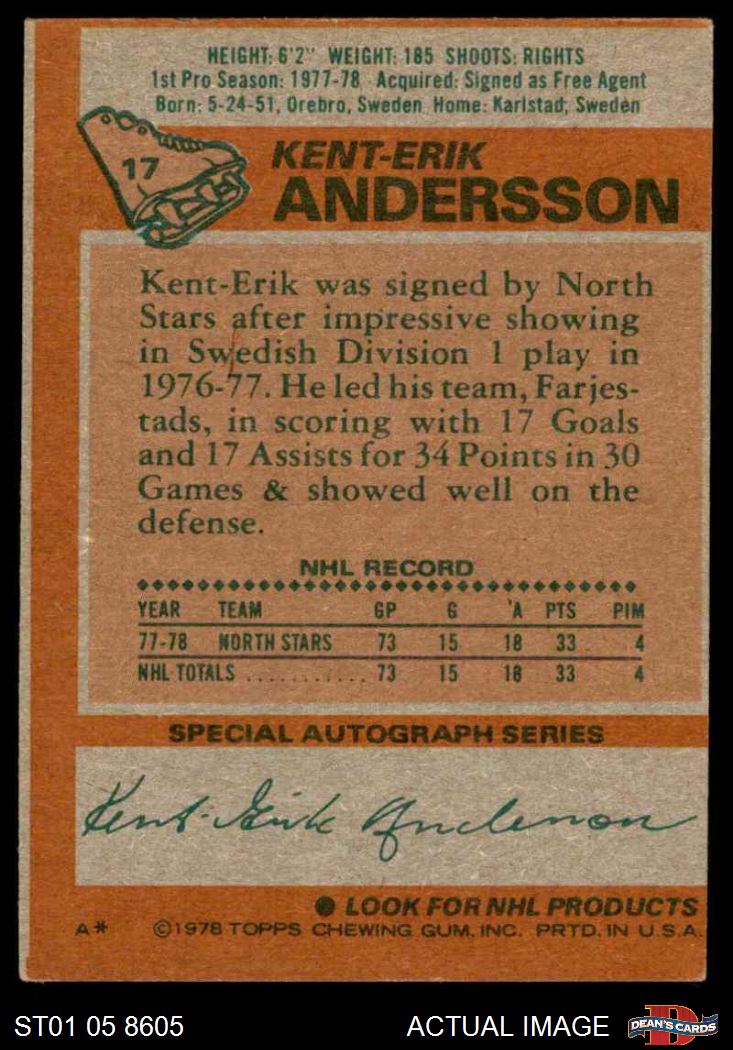 HEIGHT: 6'2" WEIGHT: 185 SHOOTS: RIGHTS
1st Pro Season: 1977-78 Acquired: Signed as Free Agent
Born: 5-24-51, Orebro, Sweden Home: Karlstad, Sweden
17
KENT-ERIK
ANDERSSON
Kent-Erik was signed by North
Stars after impressive showing
in Swedish Division 1 play in
1976-77. He led his team, Farjes-
tads, in scoring with 17 Goals
and 17 Assists for 34 Points in 30
Games & showed well on the
defense.
NHL RECORD
YEAR TEAM GP G A PTS PIM
77-78 NORTH STARS 73 15 18 33 4
NHL TOTALS ............ 73 15 18 33 4
SPECIAL AUTOGRAPH SERIES
Kent-Erik Andersson
● LOOK FOR NHL PRODUCTS
A* ©1978 TOPPS CHEWING GUM, INC. PRTD. IN U.S.A.
ST01 05 8605 ACTUAL IMAGE DEAN'S CARDS